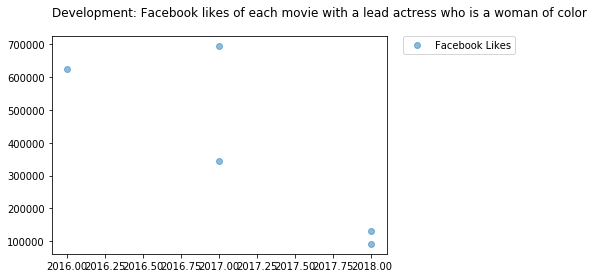 Development: Facebook likes of each movie with a lead actress who is a woman of color
Facebook Likes
700000
600000
500000
400000
300000
200000
100000
2016.00 2016.25 2016.50 2016.75 2017.00 2017.25 2017.50 2017.75 2018.00